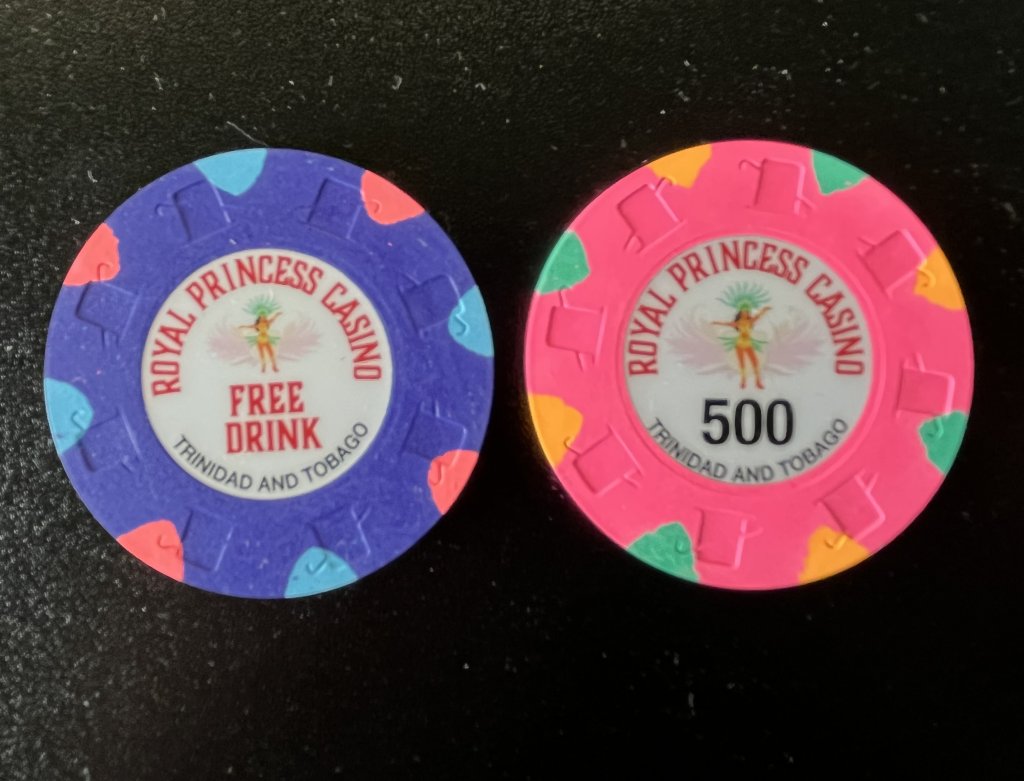 ROYAL PRINCESS CASINO
FREE
DRINK
TRINIDAD AND TOBAGO
ROYAL PRINCESS CASINO
500
TRINIDAD AND TOBAGO